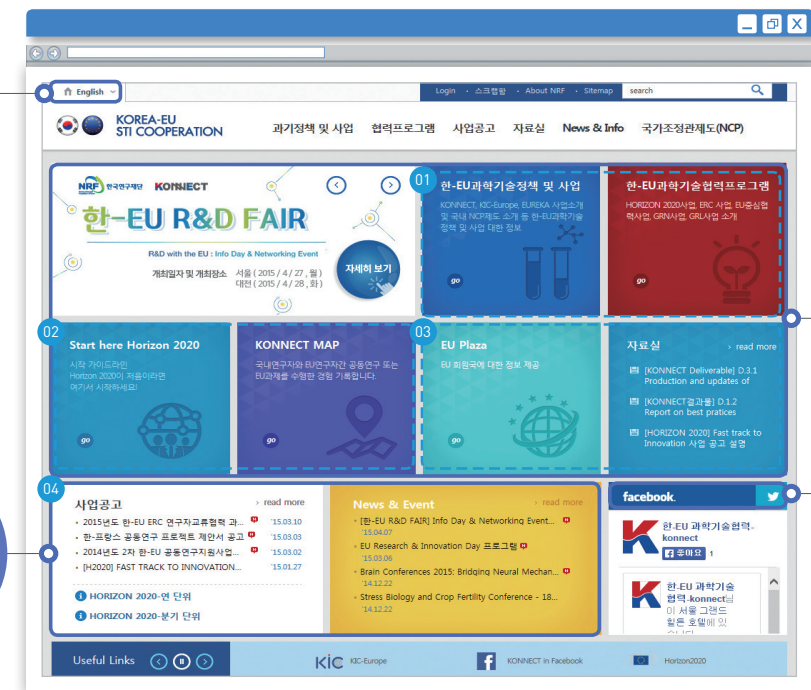 English
Login · 스크랩함 · About NRF · Sitemap
search
KOREA-EU
STI COOPERATION
과기정책 및 사업 협력프로그램 사업공고 자료실 News & Info 국가조정관제도(NCP)
NRF 한국연구재단 KONNECT
한-EU R&D FAIR
R&D with the EU : Info Day & Networking Event
개최일자 및 개최장소 서울 ( 2015 / 4 / 27 , 월 )
대전 ( 2015 / 4 / 28 , 화 )
자세히 보기
01
한-EU과학기술정책 및 사업
KONNECT, KIC-Europe, EUREKA 사업소개
및 국내 NCP제도 소개 등 한-EU과학기술
정책 및 사업 대한 정보
go
한-EU과학기술협력프로그램
HORIZON 2020사업, ERC 사업, EU중심협
력사업, GRN사업, GRL사업 소개
go
02
Start here Horizon 2020
시작 가이드라인
Horizon 2020이 처음이라면
여기서 시작하세요!
go
KONNECT MAP
국내연구자와 EU연구자간 공동연구 또는
EU과제를 수행한 경험 기록합니다.
go
03
EU Plaza
EU 회원국에 대한 정보 제공
go
자료실
› read more
[KONNECT Deliverable] D.3.1
Production and updates of
[KONNECT결과물] D.1.2
Report on best pratices
[HORIZON 2020] Fast track to
Innovation 사업 공고 설명
04
사업공고 › read more
· 2015년도 한-EU ERC 연구자교류협력 과... '15.03.10
· 한-프랑스 공동연구 프로젝트 제안서 공고 '15.03.03
· 2014년도 2차 한-EU 공동연구지원사업... '15.03.02
· [H2020] FAST TRACK TO INNOVATION... '15.01.27
HORIZON 2020-연 단위
HORIZON 2020-분기 단위
News & Event › read more
· [한-EU R&D FAIR] Info Day & Networking Event...
'15.04.07
· EU Research & Innovation Day 프로그램
'15.03.06
· Brain Conferences 2015: Bridging Neural Mechan...
'14.12.22
· Stress Biology and Crop Fertility Conference - 18...
'14.12.22
facebook.
한-EU 과학기술협력-
konnect
좋아요 1
한-EU 과학기술
협력-konnect님
이 서울 그랜드
힐튼 호텔에 있
습니다.
Useful Links
KiC KIC-Europe
KONNECT in Facebook
Horizon2020